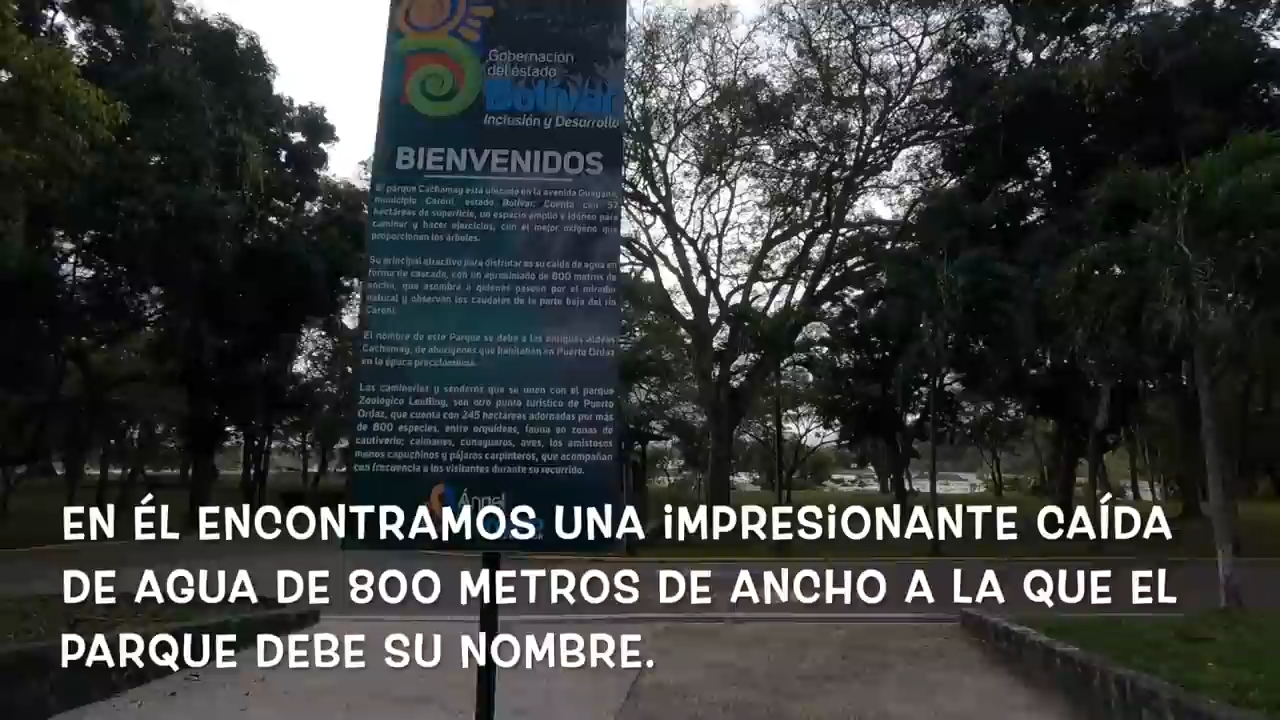 Gobernación
del estado
Bolívar
Inclusión y Desarrollo
BIENVENIDOS
El parque Cachamay está ubicado en la avenida Guayana,
municipio Caroní, estado Bolívar. Cuenta con 52
hectáreas de superficie, un espacio amplio e idóneo para
caminar y hacer ejercicios, con el mejor oxígeno que
proporcionan los árboles.
Su principal atractivo para disfrutar es su caída de agua en
forma de cascada, con un aproximado de 800 metros de
ancho, que asombra a quienes pasean por el mirador
natural y observan los caudales de la parte baja del río
Caroní.
El nombre de este Parque se debe a las antiguas aldeas
Cachamay, de aborígenes que habitaban en Puerto Ordaz
en la época precolombina.
Las caminerías y senderos que se unen con el parque
Zoológico Loefling, son otro punto turístico de Puerto
Ordaz, que cuenta con 245 hectáreas adornadas por más
de 800 especies, entre orquídeas, fauna en zonas de
cautiverio; caimanes, cunaguaros, aves, los amistosos
monos capuchinos y pájaros carpinteros, que acompañan
con frecuencia a los visitantes durante su recorrido.
Ángel
EN ÉL ENCONTRAMOS UNA iMPRESiONANTE CAÍDA
DE AGUA DE 800 METROS DE ANCHO A LA QUE EL
PARQUE DEBE SU NOMBRE.